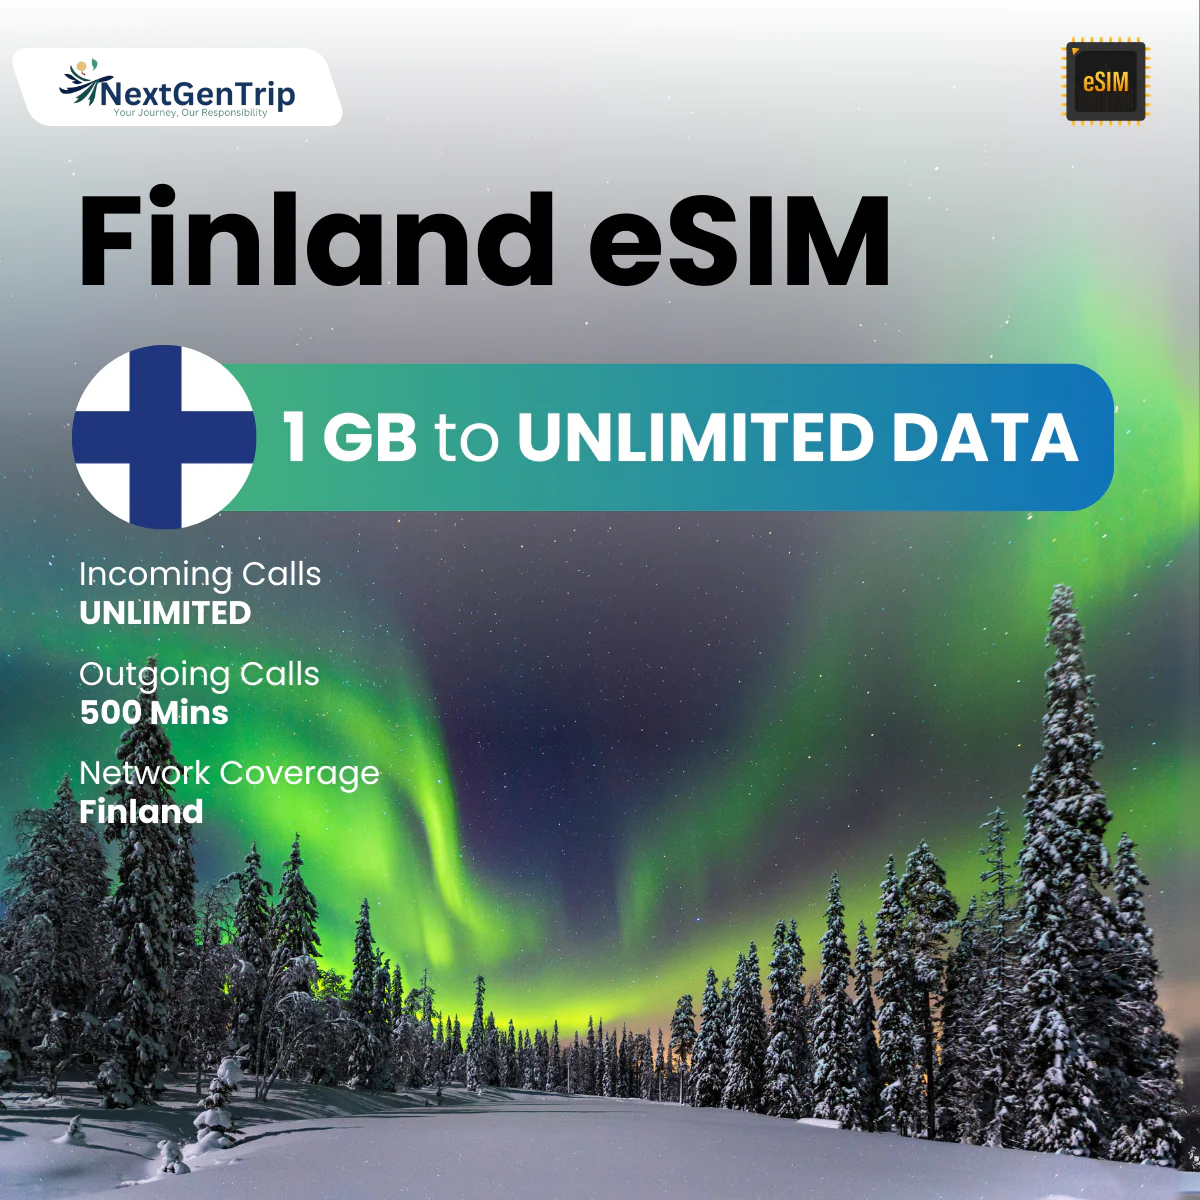 NextGenTrip
Your Journey, Our Responsibility
eSIM
Finland eSIM
1 GB to UNLIMITED DATA
Incoming Calls
UNLIMITED
Outgoing Calls
500 Mins
Network Coverage
Finland